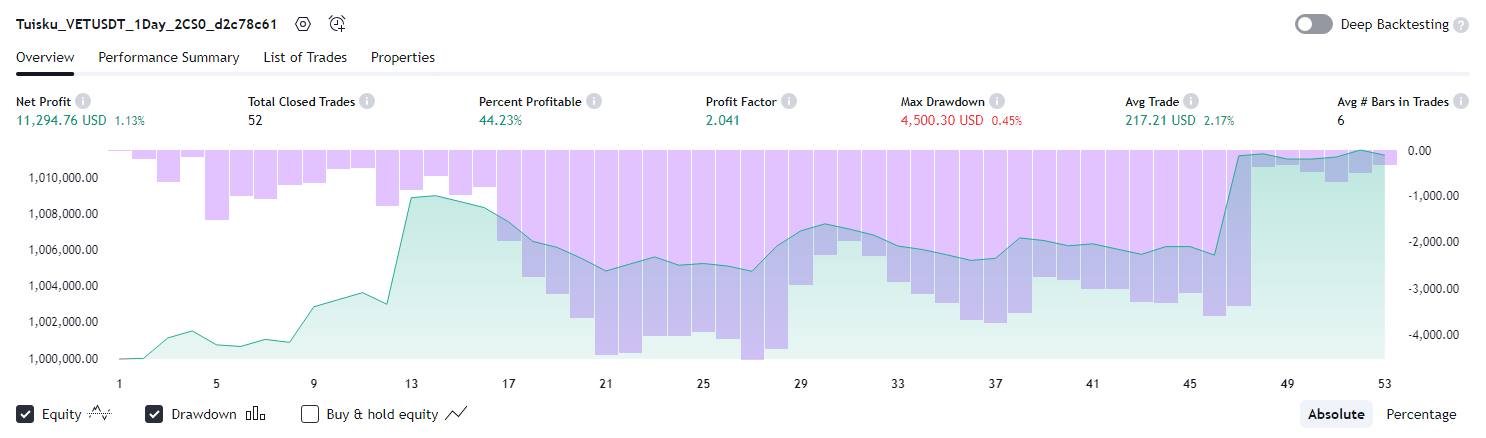 Tuisku_VETUSDT_1Day_2CS0_d2c78c61
Deep Backtesting ?
Overview Performance Summary List of Trades Properties
Net Profit Total Closed Trades Percent Profitable Profit Factor Max Drawdown Avg Trade Avg # Bars in Trades
11,294.76 USD 1.13% 52 44.23% 2.041 4,500.30 USD 0.45% 217.21 USD 2.17% 6
0.00
1,010,000.00
-1,000.00
1,008,000.00
-2,000.00
1,006,000.00
1,004,000.00
-3,000.00
1,002,000.00
-4,000.00
1,000,000.00
1 5 9 13 17 21 25 29 33 37 41 45 49 53
Equity Drawdown Buy & hold equity Absolute Percentage